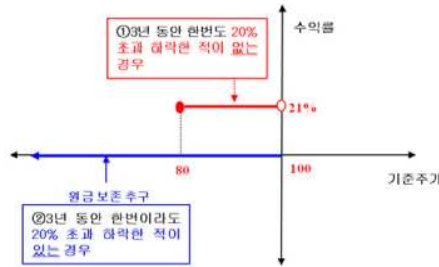 ①3년 동안 한번도 20%
초과 하락한 적이 없는
경우
수익률
21%
80
100
기준주가
원금 보존 추구
②3년 동안 한번이라도
20% 초과 하락한 적이
있는 경우